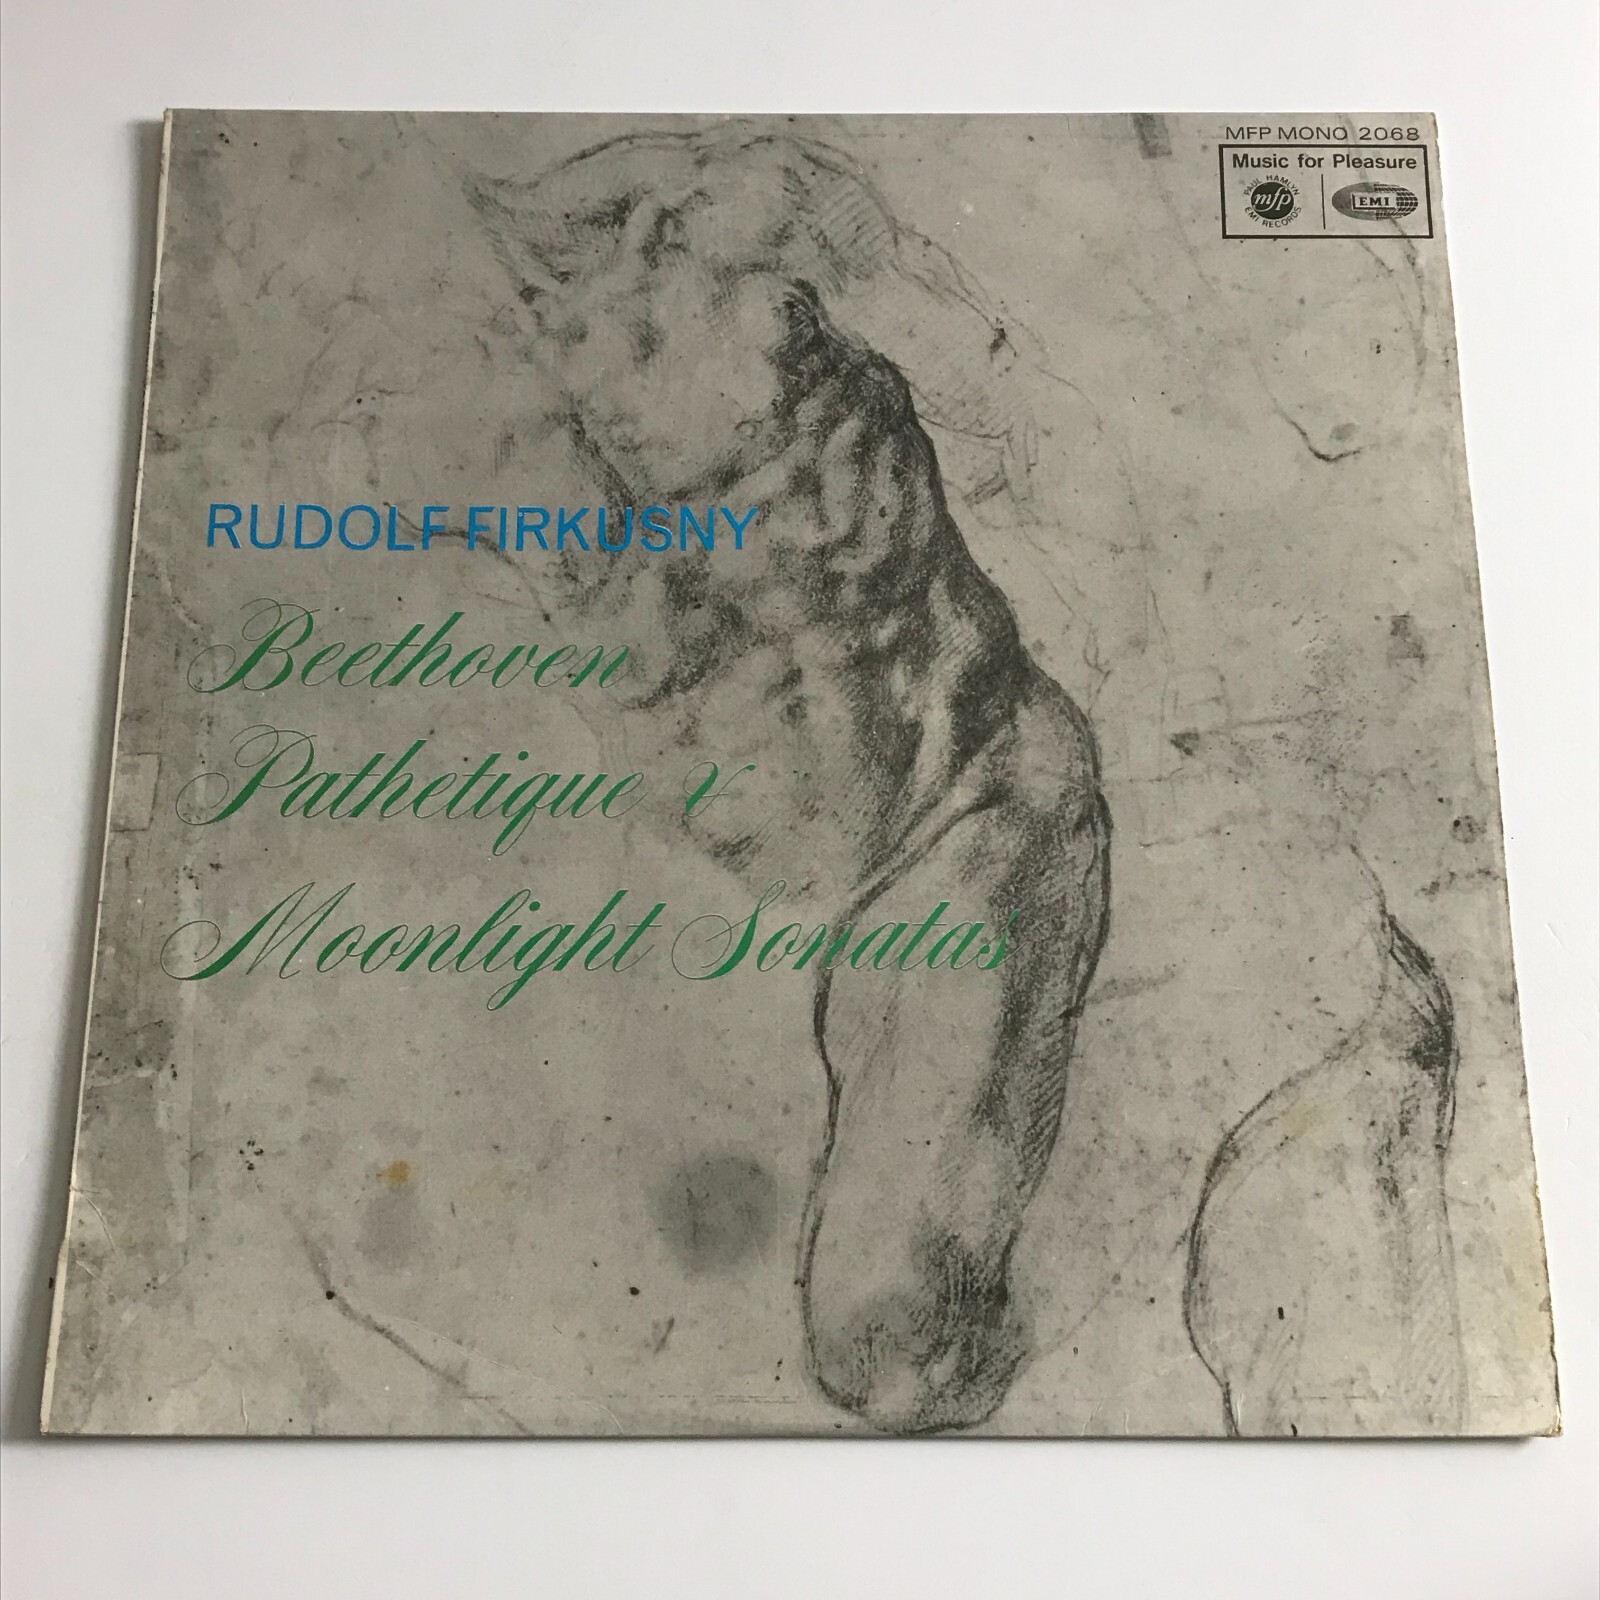 MFP MONO 2068
Music for Pleasure
PAUL HAMLYN
mfp
EMI RECORDS
EMI
RUDOLF FIRKUSNY
Beethoven
Pathetique &
Moonlight Sonatas